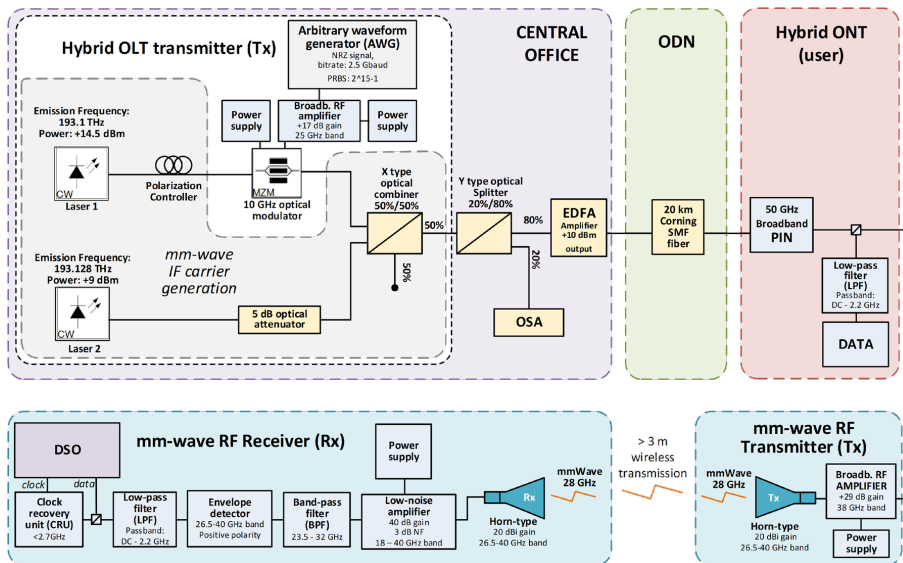 Hybrid OLT transmitter (Tx)
Arbitrary waveform
generator (AWG)
NRZ signal,
bitrate: 2.5 Gbaud
PRBS: 2^15-1
CENTRAL
OFFICE
ODN
Hybrid ONT
(user)
Emission Frequency:
193.1 THz
Power: +14.5 dBm
CW
Laser 1
Polarization
Controller
Power
supply
Broadb. RF
amplifier
+17 dB gain
25 GHz band
Power
supply
MZM
10 GHz optical
modulator
X type
optical
combiner
50%/50%
50%
50%
Y type optical
Splitter
20%/80%
80%
20%
EDFA
Amplifier
+10 dBm
output
20 km
Corning
SMF
fiber
50 GHz
Broadband
PIN
Low-pass
filter
(LPF)
Passband:
DC - 2.2 GHz
DATA
Emission Frequency:
193.128 THz
Power: +9 dBm
CW
Laser 2
mm-wave
IF carrier
generation
5 dB optical
attenuator
OSA
DSO
clock
data
mm-wave RF Receiver (Rx)
Clock
recovery
unit (CRU)
<2.7GHz
Low-pass
filter (LPF)
Passband:
DC - 2.2 GHz
Envelope
detector
26.5-40 GHz band
Positive polarity
Band-pass
filter
(BPF)
23.5 - 32 GHz
Power
supply
Low-noise
amplifier
40 dB gain
3 dB NF
18 – 40 GHz band
Rx
Horn-type
20 dBi gain
26.5-40 GHz band
mmWave
28 GHz
> 3 m
wireless
transmission
mmWave
28 GHz
mm-wave RF
Transmitter (Tx)
Tx
Horn-type
20 dBi gain
26.5-40 GHz band
Broadb. RF
AMPLIFIER
+29 dB gain
38 GHz band
Power
supply